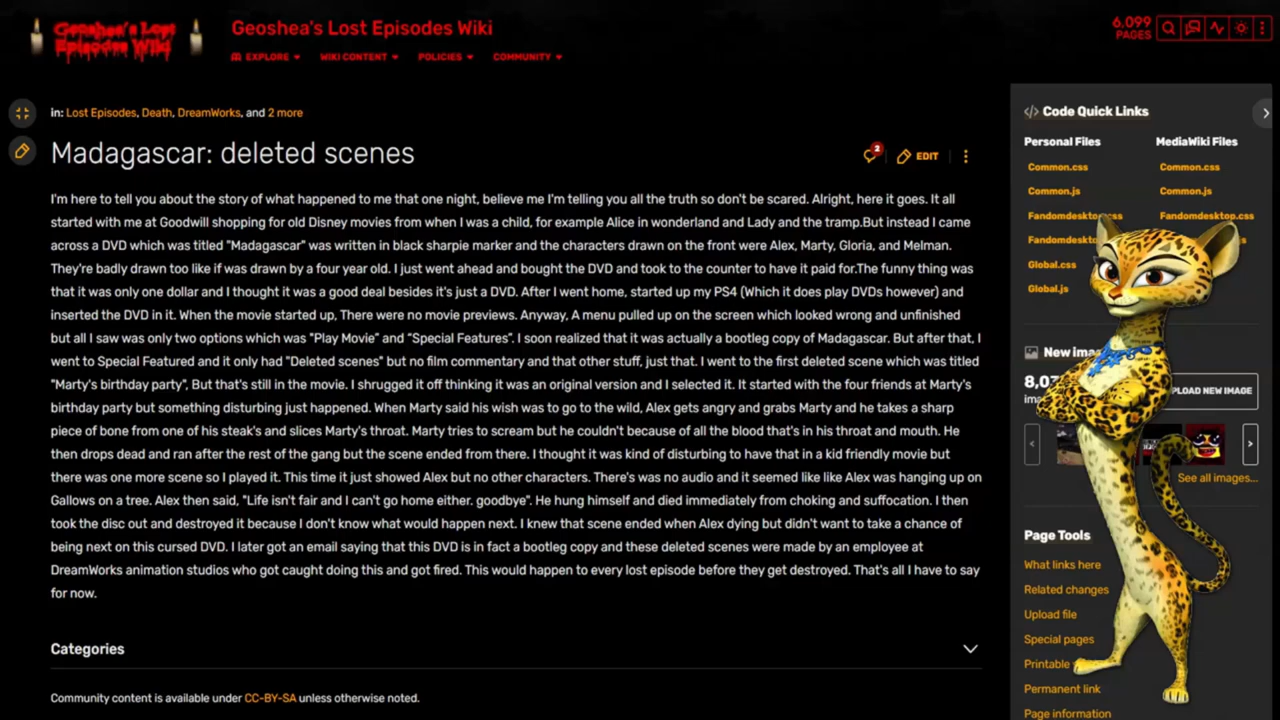 Geoshea's Lost
Episodes Wiki
Geoshea's Lost Episodes Wiki
EXPLORE
WIKI CONTENT
POLICIES
COMMUNITY
6,099
PAGES
in: Lost Episodes, Death, DreamWorks, and 2 more
Madagascar: deleted scenes
2
EDIT
I'm here to tell you about the story of what happened to me that one night, believe me I'm telling you all the truth so don't be scared. Alright, here it goes. It all
started with me at Goodwill shopping for old Disney movies from when I was a child, for example Alice in wonderland and Lady and the tramp.But instead I came
across a DVD which was titled "Madagascar" was written in black sharpie marker and the characters drawn on the front were Alex, Marty, Gloria, and Melman.
They're badly drawn too like if was drawn by a four year old. I just went ahead and bought the DVD and took to the counter to have it paid for.The funny thing was
that it was only one dollar and I thought it was a good deal besides it's just a DVD. After I went home, started up my PS4 (Which it does play DVDs however) and
inserted the DVD in it. When the movie started up, There were no movie previews. Anyway, A menu pulled up on the screen which looked wrong and unfinished
but all I saw was only two options which was "Play Movie" and "Special Features". I soon realized that it was actually a bootleg copy of Madagascar. But after that, I
went to Special Featured and it only had "Deleted scenes" but no film commentary and that other stuff, just that. I went to the first deleted scene which was titled
"Marty's birthday party", But that's still in the movie. I shrugged it off thinking it was an original version and I selected it. It started with the four friends at Marty's
birthday party but something disturbing just happened. When Marty said his wish was to go to the wild, Alex gets angry and grabs Marty and he takes a sharp
piece of bone from one of his steak's and slices Marty's throat. Marty tries to scream but he couldn't because of all the blood that's in his throat and mouth. He
then drops dead and ran after the rest of the gang but the scene ended from there. I thought it was kind of disturbing to have that in a kid friendly movie but
there was one more scene so I played it. This time it just showed Alex but no other characters. There's was no audio and it seemed like like Alex was hanging up on
Gallows on a tree. Alex then said, "Life isn't fair and I can't go home either. goodbye". He hung himself and died immediately from choking and suffocation. I then
took the disc out and destroyed it because I don't know what would happen next. I knew that scene ended when Alex dying but didn't want to take a chance of
being next on this cursed DVD. I later got an email saying that this DVD is in fact a bootleg copy and these deleted scenes were made by an employee at
DreamWorks animation studios who got caught doing this and got fired. This would happen to every lost episode before they get destroyed. That's all I have to say
for now.
Categories
Community content is available under CC-BY-SA unless otherwise noted.
Code Quick Links
Personal Files
MediaWiki Files
Common.css
Common.css
Common.js
Common.js
Fandomdesktop.css
Fandomdesktop.css
Global.css
Global.js
New
UPLOAD NEW IMAGE
See all images...
Page Tools
What links here
Related changes
Upload file
Special pages
Printable
Permanent link
Page information